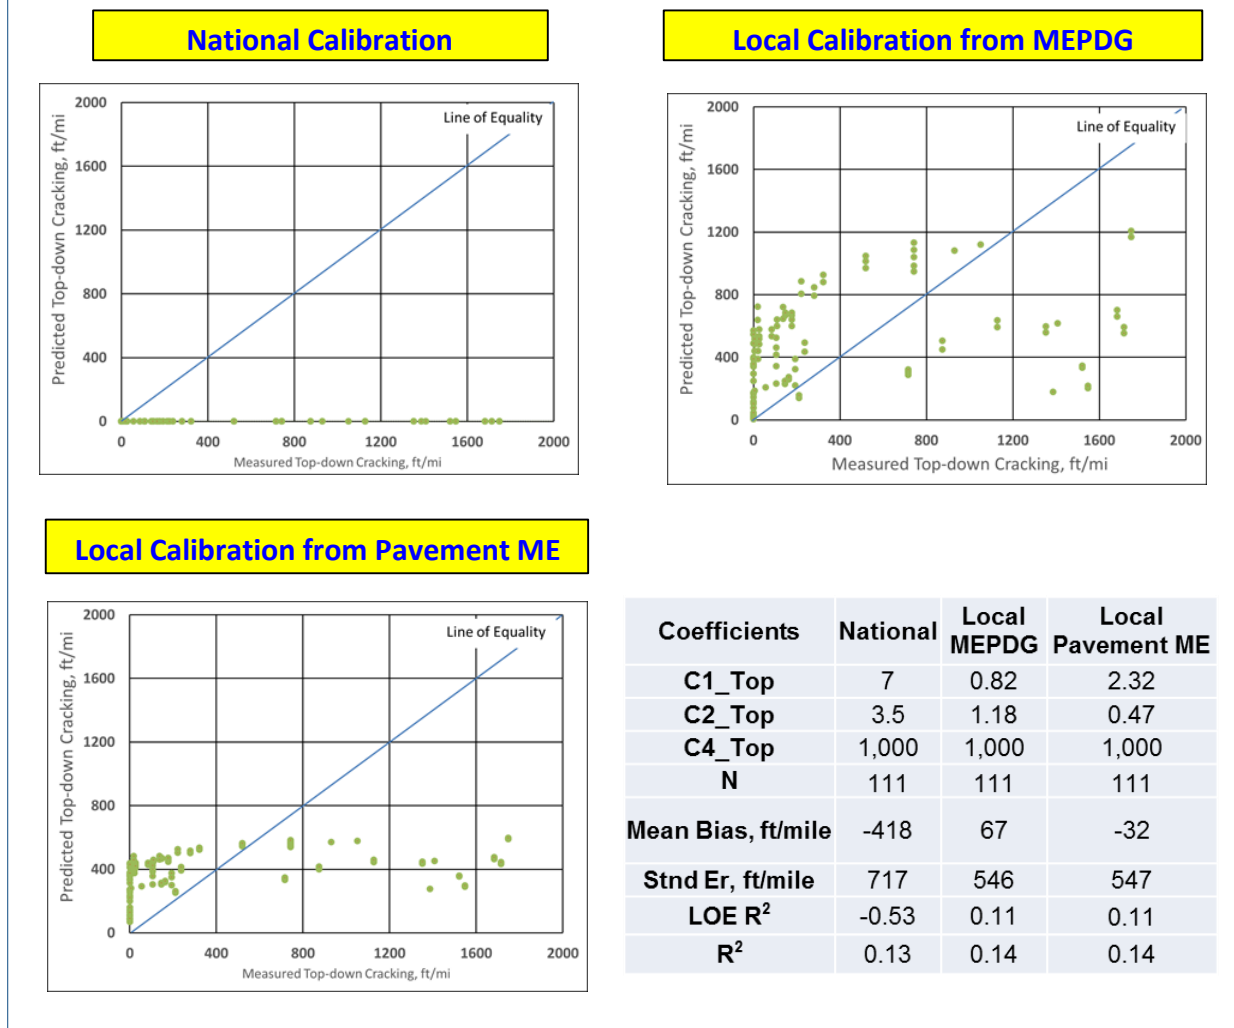 National Calibration
Local Calibration from MEPDG
Predicted Top-down Cracking, ft/mi
2000
1600
1200
800
400
0
Line of Equality
0 400 800 1200 1600 2000
Measured Top-down Cracking, ft/mi
Predicted Top-down Cracking, ft/mi
2000
1600
1200
800
400
0
Line of Equality
0 400 800 1200 1600 2000
Measured Top-down Cracking, ft/mi
Local Calibration from Pavement ME
Predicted Top-down Cracking, ft/mi
2000
1600
1200
800
400
0
Line of Equality
0 400 800 1200 1600 2000
Measured Top-down Cracking, ft/mi
Coefficients National Local MEPDG Local Pavement ME
C1_Top 7 0.82 2.32
C2_Top 3.5 1.18 0.47
C4_Top 1,000 1,000 1,000
N 111 111 111
Mean Bias, ft/mile -418 67 -32
Stnd Er, ft/mile 717 546 547
LOE R² -0.53 0.11 0.11
R² 0.13 0.14 0.14